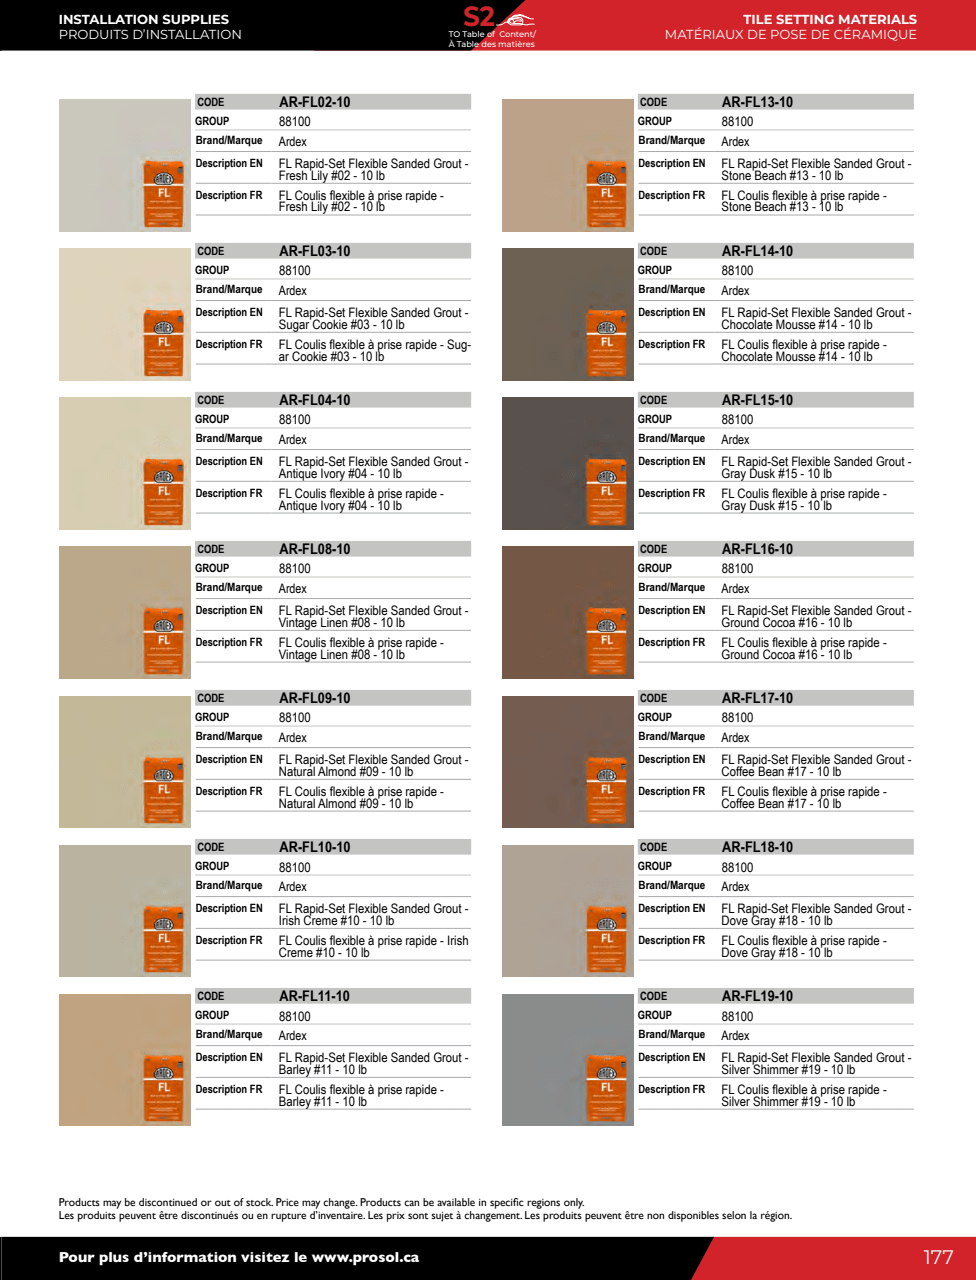 INSTALLATION SUPPLIES
PRODUITS D'INSTALLATION
S2
TO Table of Content/
À Table des matières
TILE SETTING MATERIALS
MATÉRIAUX DE POSE DE CÉRAMIQUE
CODE AR-FL02-10
GROUP 88100
Brand/Marque Ardex
Description EN FL Rapid-Set Flexible Sanded Grout -
Fresh Lily #02 - 10 lb
Description FR FL Coulis flexible à prise rapide -
Fresh Lily #02 - 10 lb
ARDEX
FL
CODE AR-FL03-10
GROUP 88100
Brand/Marque Ardex
Description EN FL Rapid-Set Flexible Sanded Grout -
Sugar Cookie #03 - 10 lb
Description FR FL Coulis flexible à prise rapide - Sug-
ar Cookie #03 - 10 lb
ARDEX
FL
CODE AR-FL04-10
GROUP 88100
Brand/Marque Ardex
Description EN FL Rapid-Set Flexible Sanded Grout -
Antique Ivory #04 - 10 lb
Description FR FL Coulis flexible à prise rapide -
Antique Ivory #04 - 10 lb
ARDEX
FL
CODE AR-FL08-10
GROUP 88100
Brand/Marque Ardex
Description EN FL Rapid-Set Flexible Sanded Grout -
Vintage Linen #08 - 10 lb
Description FR FL Coulis flexible à prise rapide -
Vintage Linen #08 - 10 lb
ARDEX
FL
CODE AR-FL09-10
GROUP 88100
Brand/Marque Ardex
Description EN FL Rapid-Set Flexible Sanded Grout -
Natural Almond #09 - 10 lb
Description FR FL Coulis flexible à prise rapide -
Natural Almond #09 - 10 lb
ARDEX
FL
CODE AR-FL10-10
GROUP 88100
Brand/Marque Ardex
Description EN FL Rapid-Set Flexible Sanded Grout -
Irish Creme #10 - 10 lb
Description FR FL Coulis flexible à prise rapide - Irish
Creme #10 - 10 lb
ARDEX
FL
CODE AR-FL11-10
GROUP 88100
Brand/Marque Ardex
Description EN FL Rapid-Set Flexible Sanded Grout -
Barley #11 - 10 lb
Description FR FL Coulis flexible à prise rapide -
Barley #11 - 10 lb
ARDEX
FL
CODE AR-FL13-10
GROUP 88100
Brand/Marque Ardex
Description EN FL Rapid-Set Flexible Sanded Grout -
Stone Beach #13 - 10 lb
Description FR FL Coulis flexible à prise rapide -
Stone Beach #13 - 10 lb
ARDEX
FL
CODE AR-FL14-10
GROUP 88100
Brand/Marque Ardex
Description EN FL Rapid-Set Flexible Sanded Grout -
Chocolate Mousse #14 - 10 lb
Description FR FL Coulis flexible à prise rapide -
Chocolate Mousse #14 - 10 lb
ARDEX
FL
CODE AR-FL15-10
GROUP 88100
Brand/Marque Ardex
Description EN FL Rapid-Set Flexible Sanded Grout -
Gray Dusk #15 - 10 lb
Description FR FL Coulis flexible à prise rapide -
Gray Dusk #15 - 10 lb
ARDEX
FL
CODE AR-FL16-10
GROUP 88100
Brand/Marque Ardex
Description EN FL Rapid-Set Flexible Sanded Grout -
Ground Cocoa #16 - 10 lb
Description FR FL Coulis flexible à prise rapide -
Ground Cocoa #16 - 10 lb
ARDEX
FL
CODE AR-FL17-10
GROUP 88100
Brand/Marque Ardex
Description EN FL Rapid-Set Flexible Sanded Grout -
Coffee Bean #17 - 10 lb
Description FR FL Coulis flexible à prise rapide -
Coffee Bean #17 - 10 lb
ARDEX
FL
CODE AR-FL18-10
GROUP 88100
Brand/Marque Ardex
Description EN FL Rapid-Set Flexible Sanded Grout -
Dove Gray #18 - 10 lb
Description FR FL Coulis flexible à prise rapide -
Dove Gray #18 - 10 lb
ARDEX
FL
CODE AR-FL19-10
GROUP 88100
Brand/Marque Ardex
Description EN FL Rapid-Set Flexible Sanded Grout -
Silver Shimmer #19 - 10 lb
Description FR FL Coulis flexible à prise rapide -
Silver Shimmer #19 - 10 lb
ARDEX
FL
Products may be discontinued or out of stock. Price may change. Products can be available in specific regions only.
Les produits peuvent être discontinués ou en rupture d'inventaire. Les prix sont sujet à changement. Les produits peuvent être non disponibles selon la région.
Pour plus d'information visitez le www.prosol.ca
177